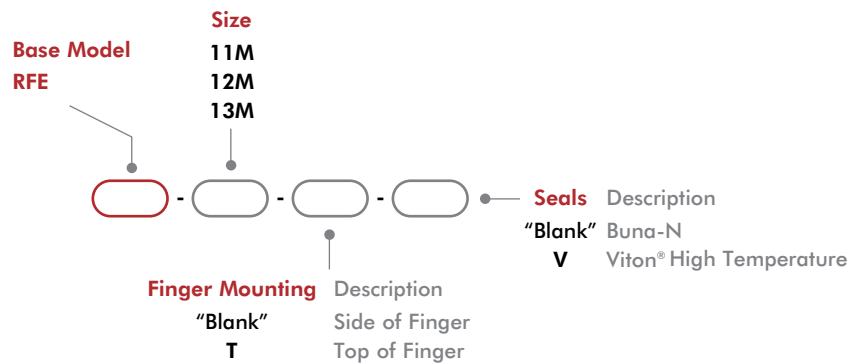 Size
Base Model
11M
RFE
12M
13M
- - -
Seals Description
"Blank" Buna-N
V Viton® High Temperature
Finger Mounting Description
"Blank" Side of Finger
T Top of Finger